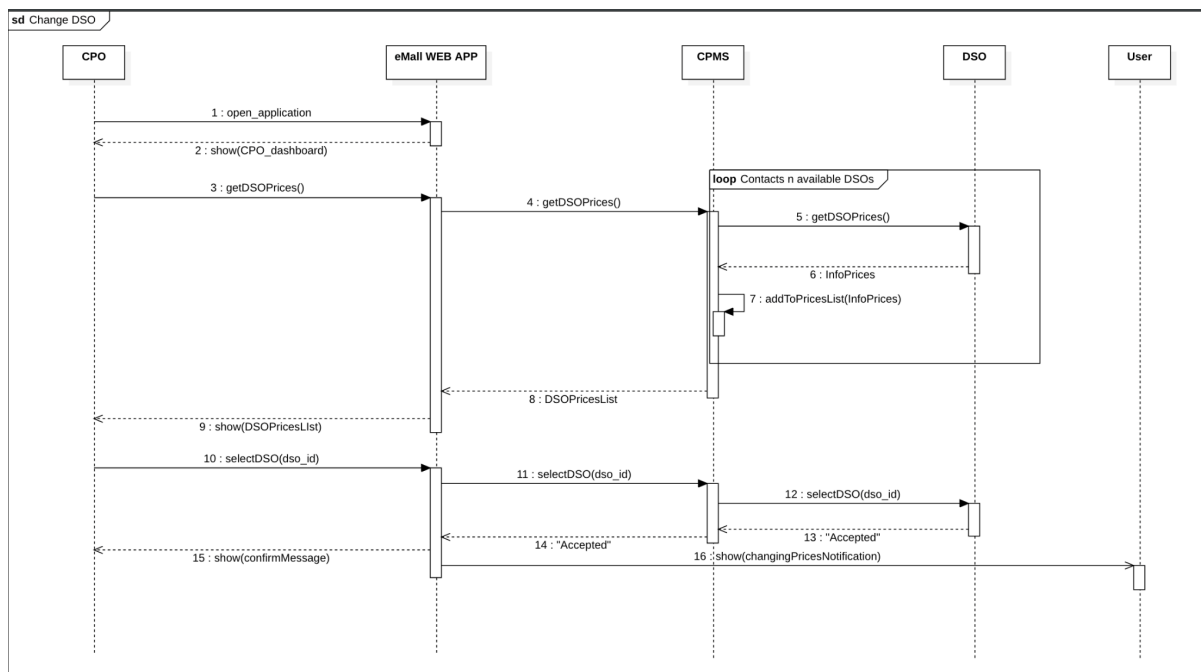 sd Change DSO
CPO
eMall WEB APP
CPMS
DSO
User
1 : open_application
2 : show(CPO_dashboard)
loop Contacts n available DSOs
3 : getDSOPrices()
4 : getDSOPrices()
5 : getDSOPrices()
6 : InfoPrices
7 : addToPricesList(InfoPrices)
8 : DSOPricesList
9 : show(DSOPricesLIst)
10 : selectDSO(dso_id)
11 : selectDSO(dso_id)
12 : selectDSO(dso_id)
13 : "Accepted"
14 : "Accepted"
15 : show(confirmMessage)
16 : show(changingPricesNotification)